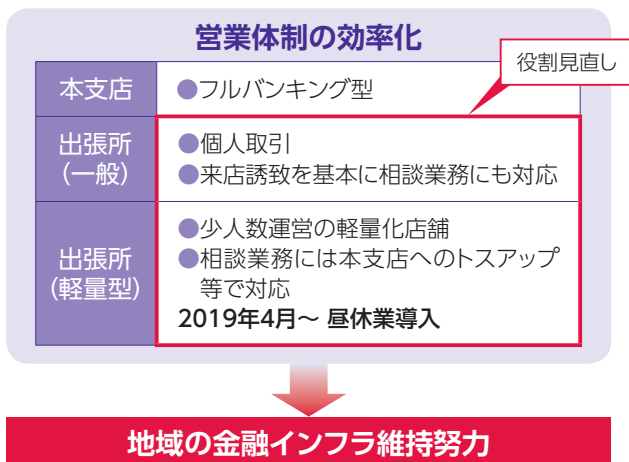 営業体制の効率化
役割見直し
本支店
●フルバンキング型
出張所
(一般)
●個人取引
●来店誘致を基本に相談業務にも対応
出張所
(軽量型)
●少人数運営の軽量化店舗
●相談業務には本支店へのトスアップ
等で対応
2019年4月～ 昼休業導入
地域の金融インフラ維持努力